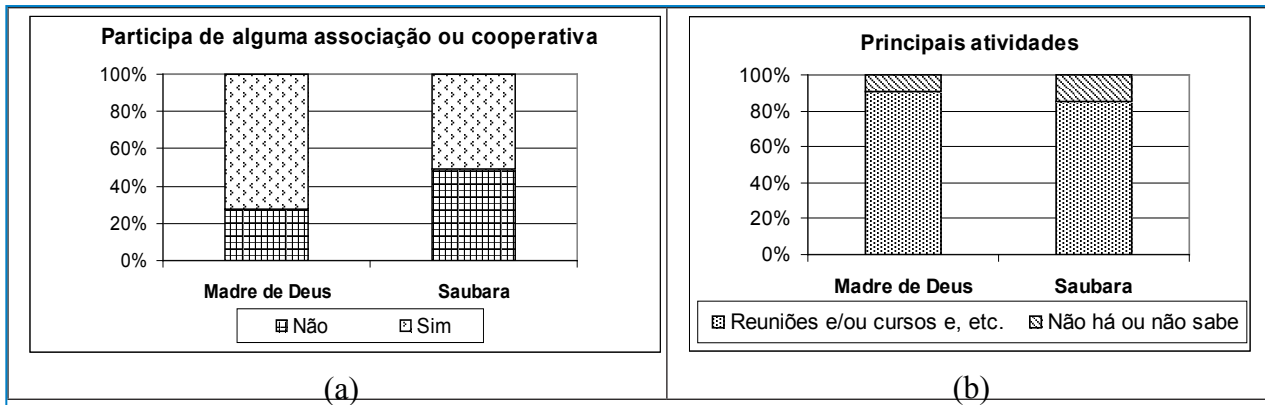 Participa de alguma associação ou cooperativa
100%
80%
60%
40%
20%
0%
Madre de Deus Saubara
Não Sim
(a)
Principais atividades
100%
80%
60%
40%
20%
0%
Madre de Deus Saubara
Reuniões e/ou cursos e, etc. Não há ou não sabe
(b)